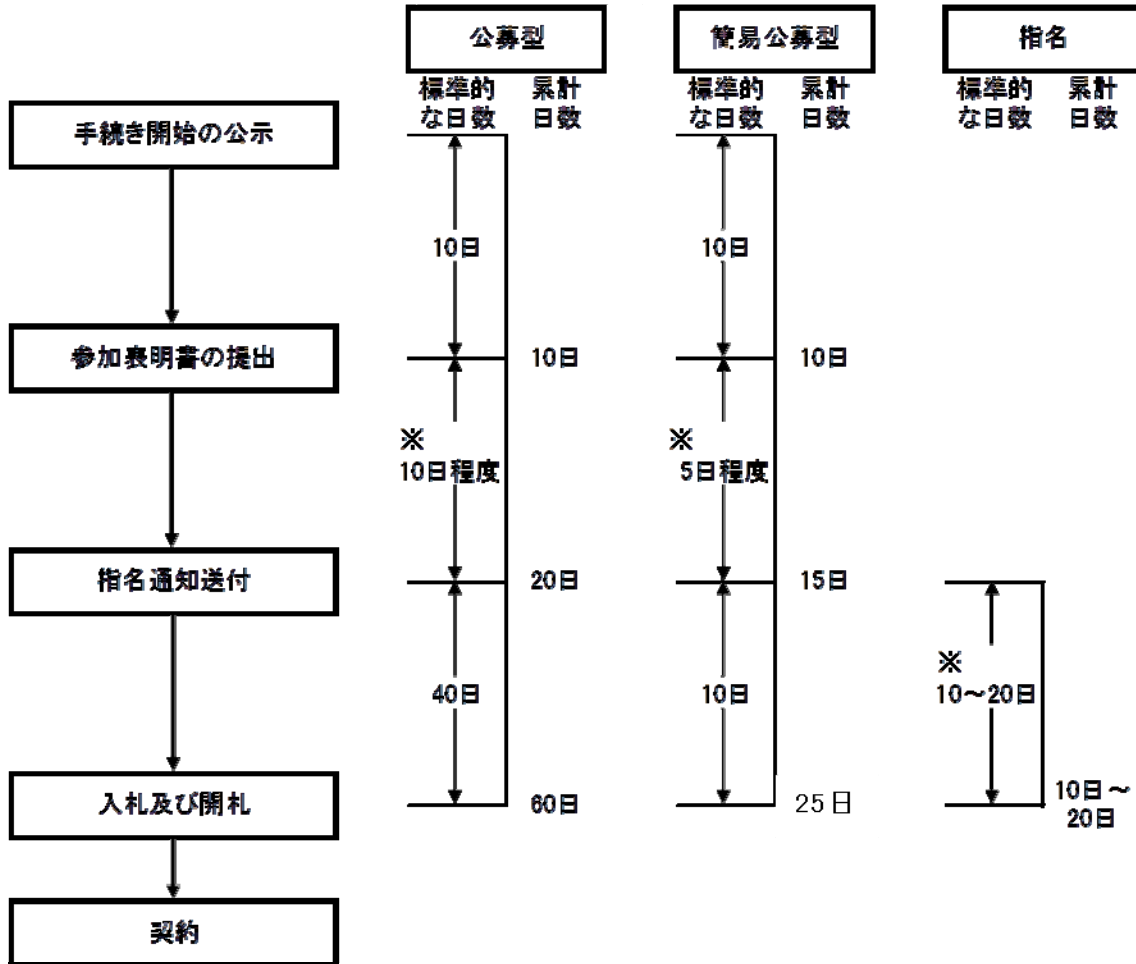 公募型
簡易公募型
指名
標準的
な日数
累計
日数
標準的
な日数
累計
日数
標準的
な日数
累計
日数
手続き開始の公示
10日
10日
参加表明書の提出
10日
10日
※
10日程度
※
5日程度
指名通知送付
20日
15日
40日
10日
※
10～20日
入札及び開札
60日
25日
10日～
20日
契約